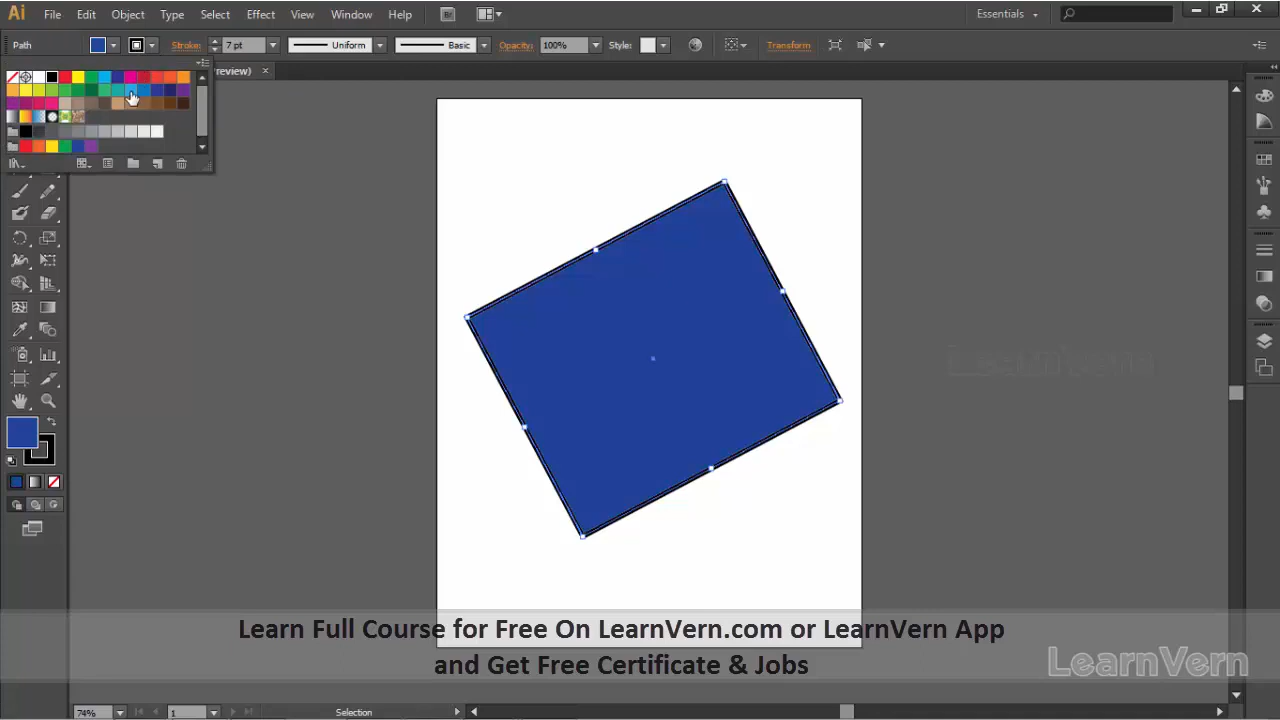 Ai File Edit Object Type Select Effect View Window Help Br Essentials
Path Stroke: 7 pt Uniform Basic Opacity: 100% Style: Transform
review) ×
LearnVern
Learn Full Course for Free On LearnVern.com or LearnVern App
and Get Free Certificate & Jobs
LearnVern
74% 1 Selection